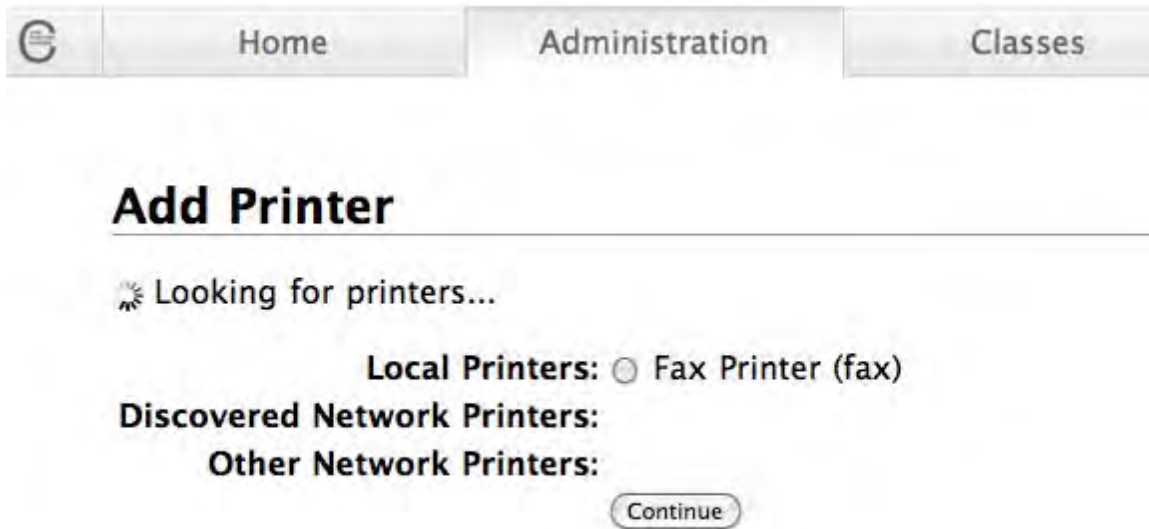 Home Administration Classes
Add Printer
Looking for printers...
Local Printers: Fax Printer (fax)
Discovered Network Printers:
Other Network Printers:
Continue